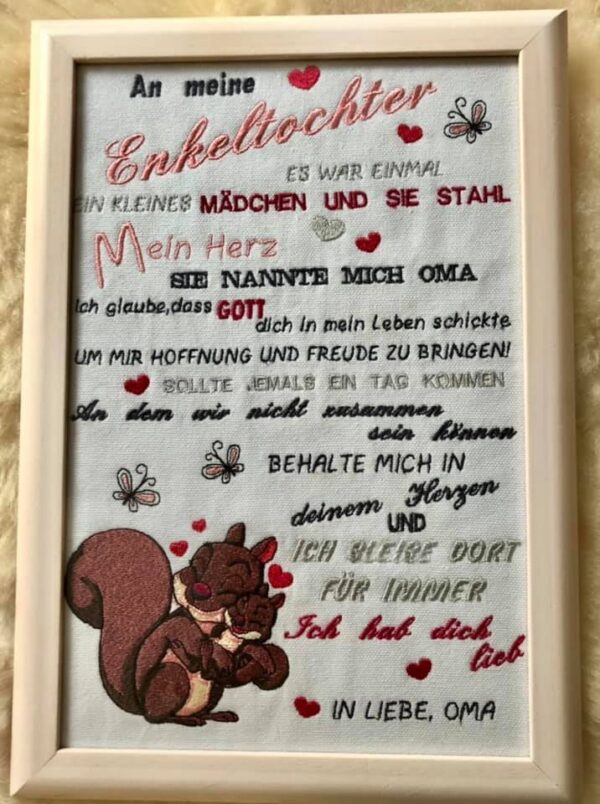 An meine
Enkeltochter
ES WAR EINMAL
EIN KLEINES MÄDCHEN UND SIE STAHL
Mein Herz
SIE NANNTE MICH OMA
Ich glaube,dass GOTT
dich in mein Leben schickte
UM MIR HOFFNUNG UND FREUDE ZU BRINGEN!
SOLLTE JEMALS EIN TAG KOMMEN
An dem wir nicht zusammen
sein können
BEHALTE MICH IN
deinem Herzen
UND
ICH BLEIBE DORT
FÜR IMMER
Ich hab dich
lieb
IN LIEBE, OMA